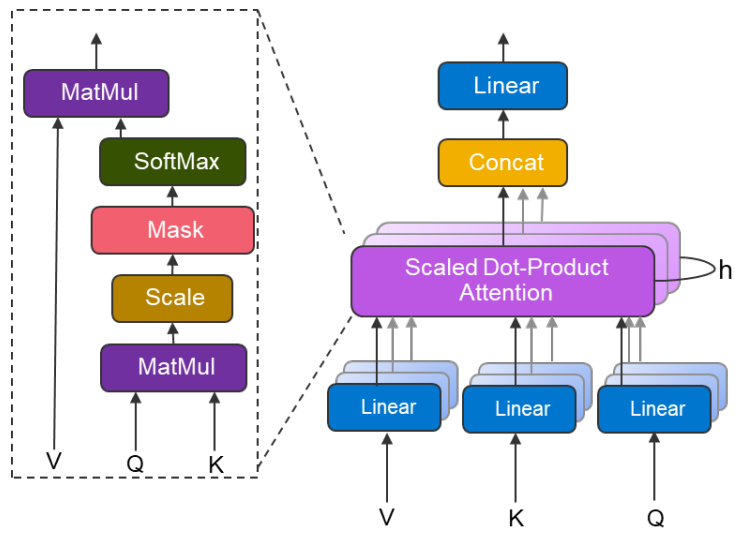 MatMul
SoftMax
Mask
Scale
MatMul
V
Q
K
Linear
Concat
Scaled Dot-Product
Attention
h
Linear
Linear
Linear
V
K
Q